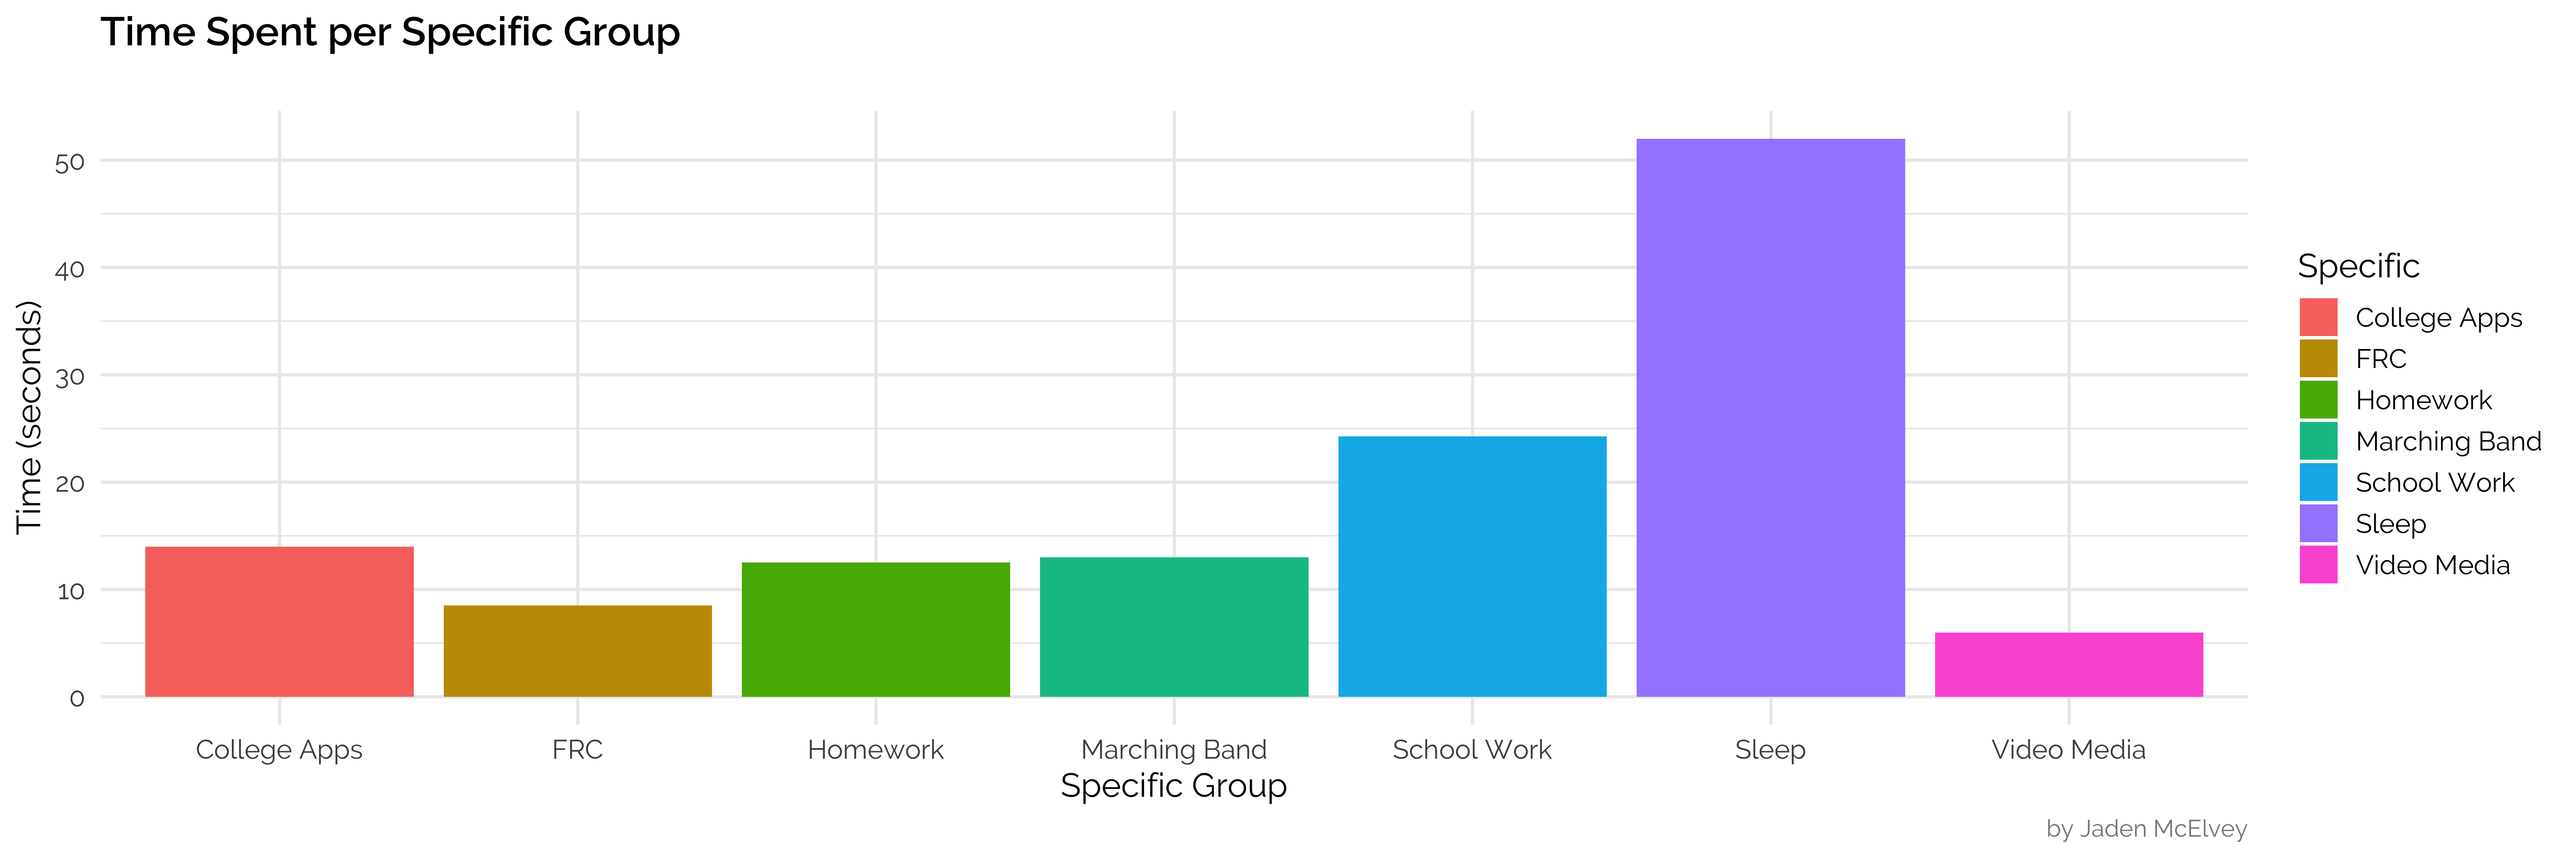 Time Spent per Specific Group
50
40
30
20
10
0
Time (seconds)
College Apps FRC Homework Marching Band School Work Sleep Video Media
Specific Group
Specific
College Apps
FRC
Homework
Marching Band
School Work
Sleep
Video Media
by Jaden McElvey